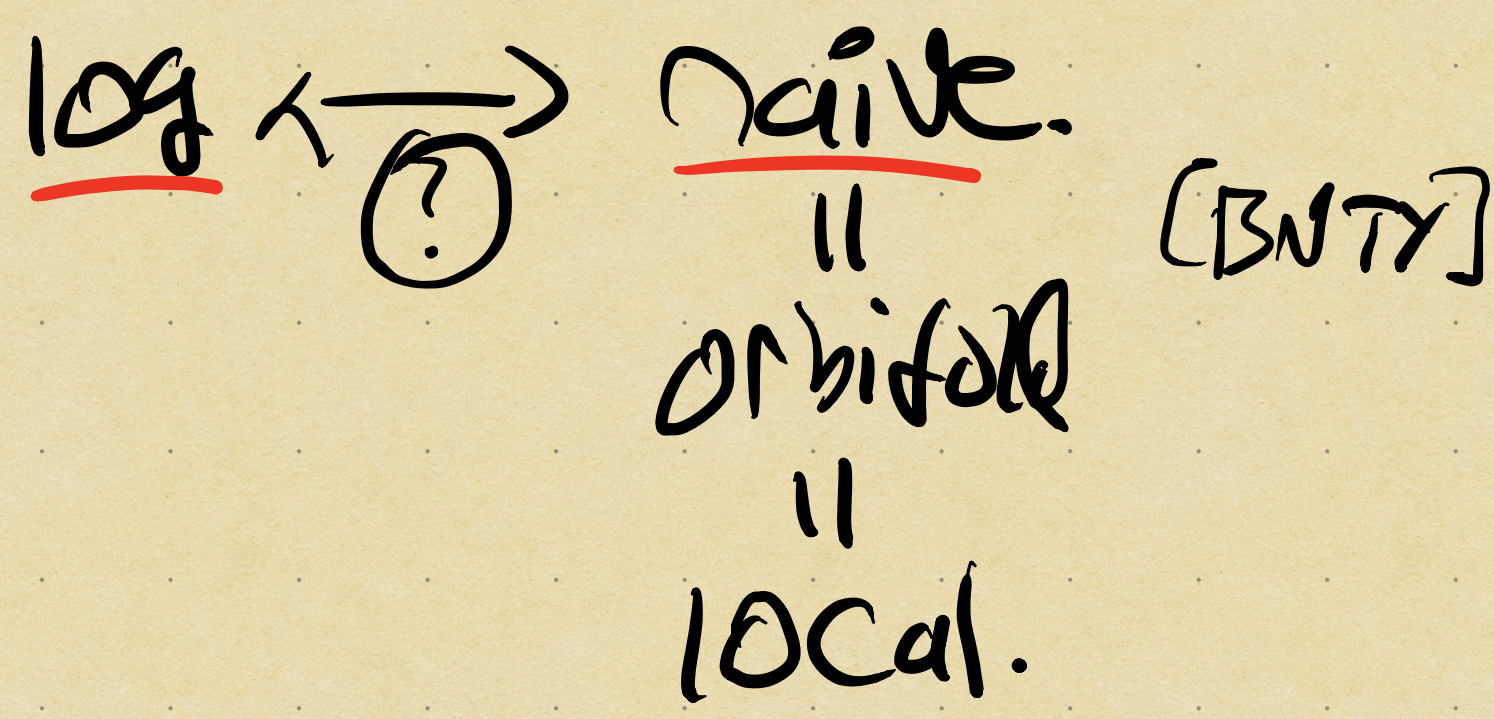 log <—> naive.
?
[BNTY]
||
orbifold
||
local.